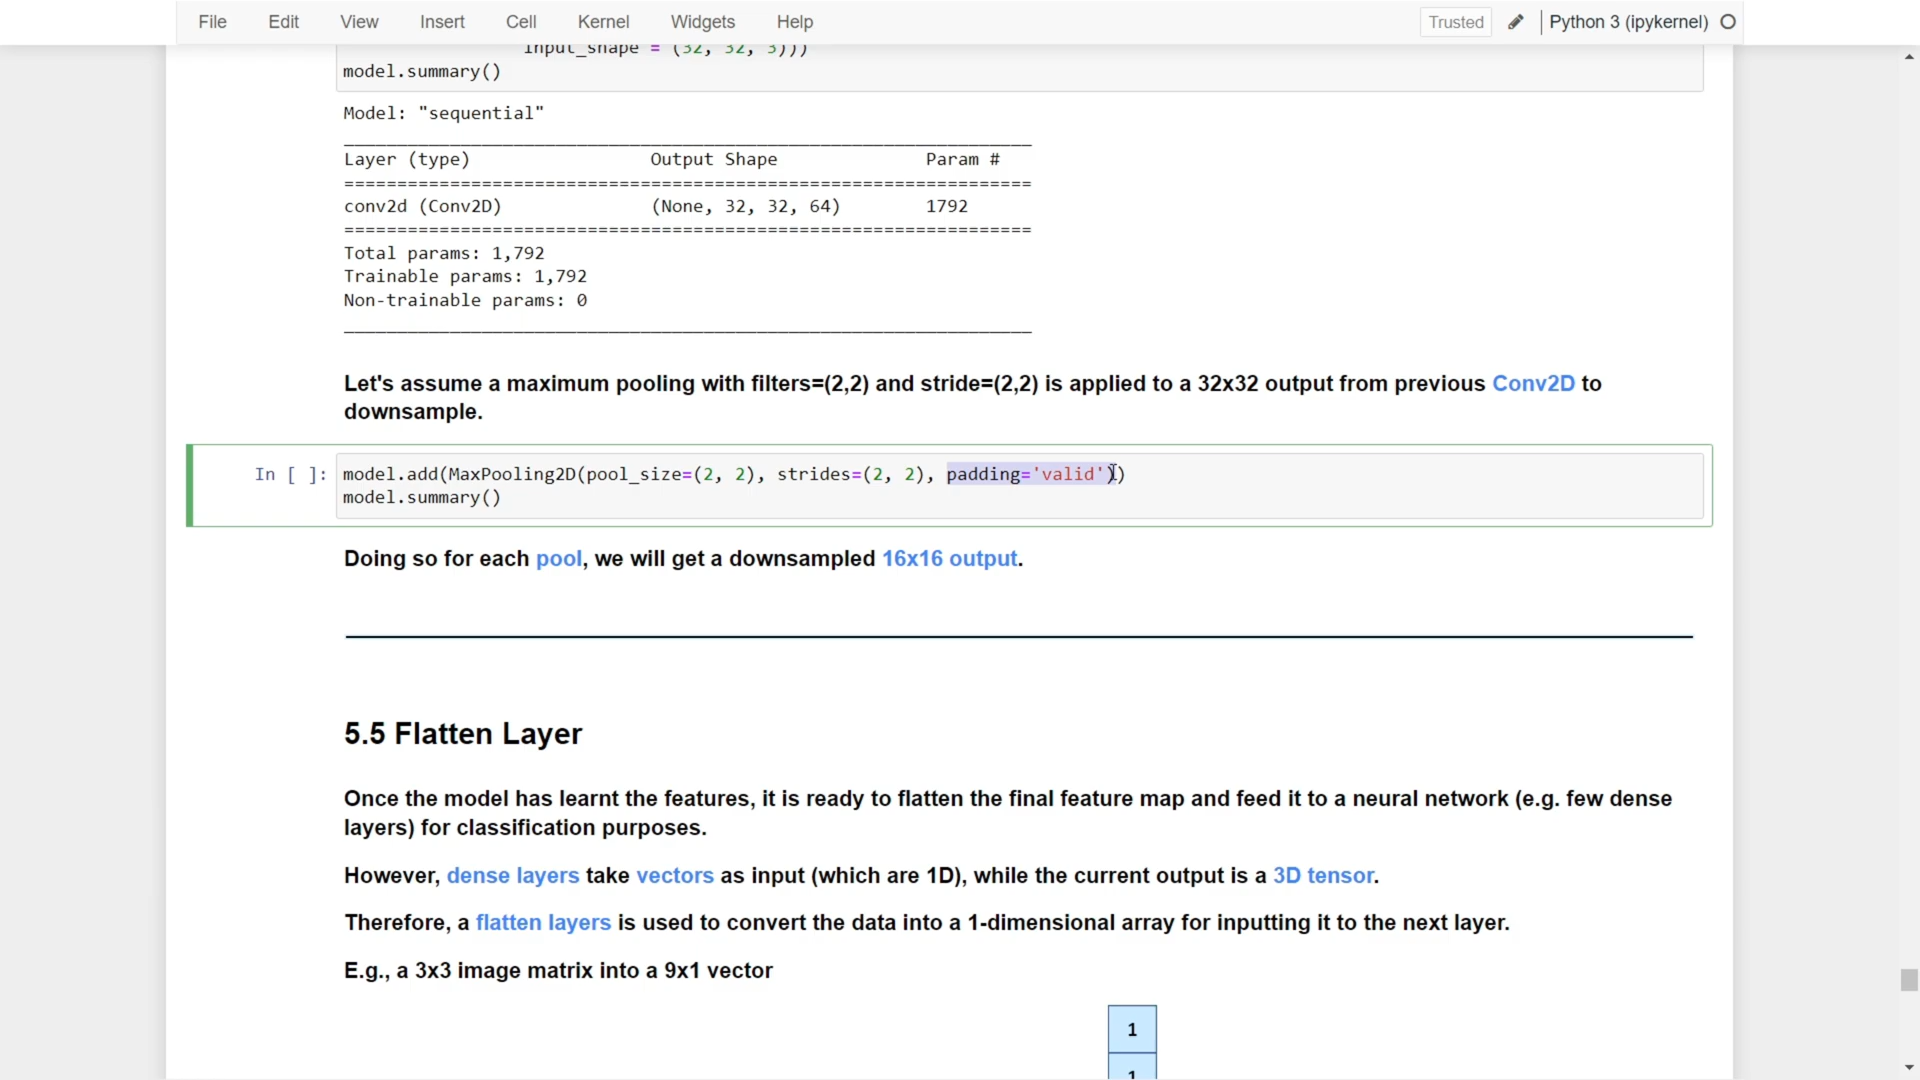 File Edit View Insert Cell Kernel Widgets Help Trusted Python 3 (ipykernel)
input_shape = (32, 32, 3)))
model.summary()
Model: "sequential"
Layer (type) Output Shape Param #
conv2d (Conv2D) (None, 32, 32, 64) 1792
Total params: 1,792
Trainable params: 1,792
Non-trainable params: 0
Let's assume a maximum pooling with filters=(2,2) and stride=(2,2) is applied to a 32x32 output from previous Conv2D to
downsample.
In [ ]: model.add(MaxPooling2D(pool_size=(2, 2), strides=(2, 2), padding='valid'))
model.summary()
Doing so for each pool, we will get a downsampled 16x16 output.
5.5 Flatten Layer
Once the model has learnt the features, it is ready to flatten the final feature map and feed it to a neural network (e.g. few dense
layers) for classification purposes.
However, dense layers take vectors as input (which are 1D), while the current output is a 3D tensor.
Therefore, a flatten layers is used to convert the data into a 1-dimensional array for inputting it to the next layer.
E.g., a 3x3 image matrix into a 9x1 vector
1
1